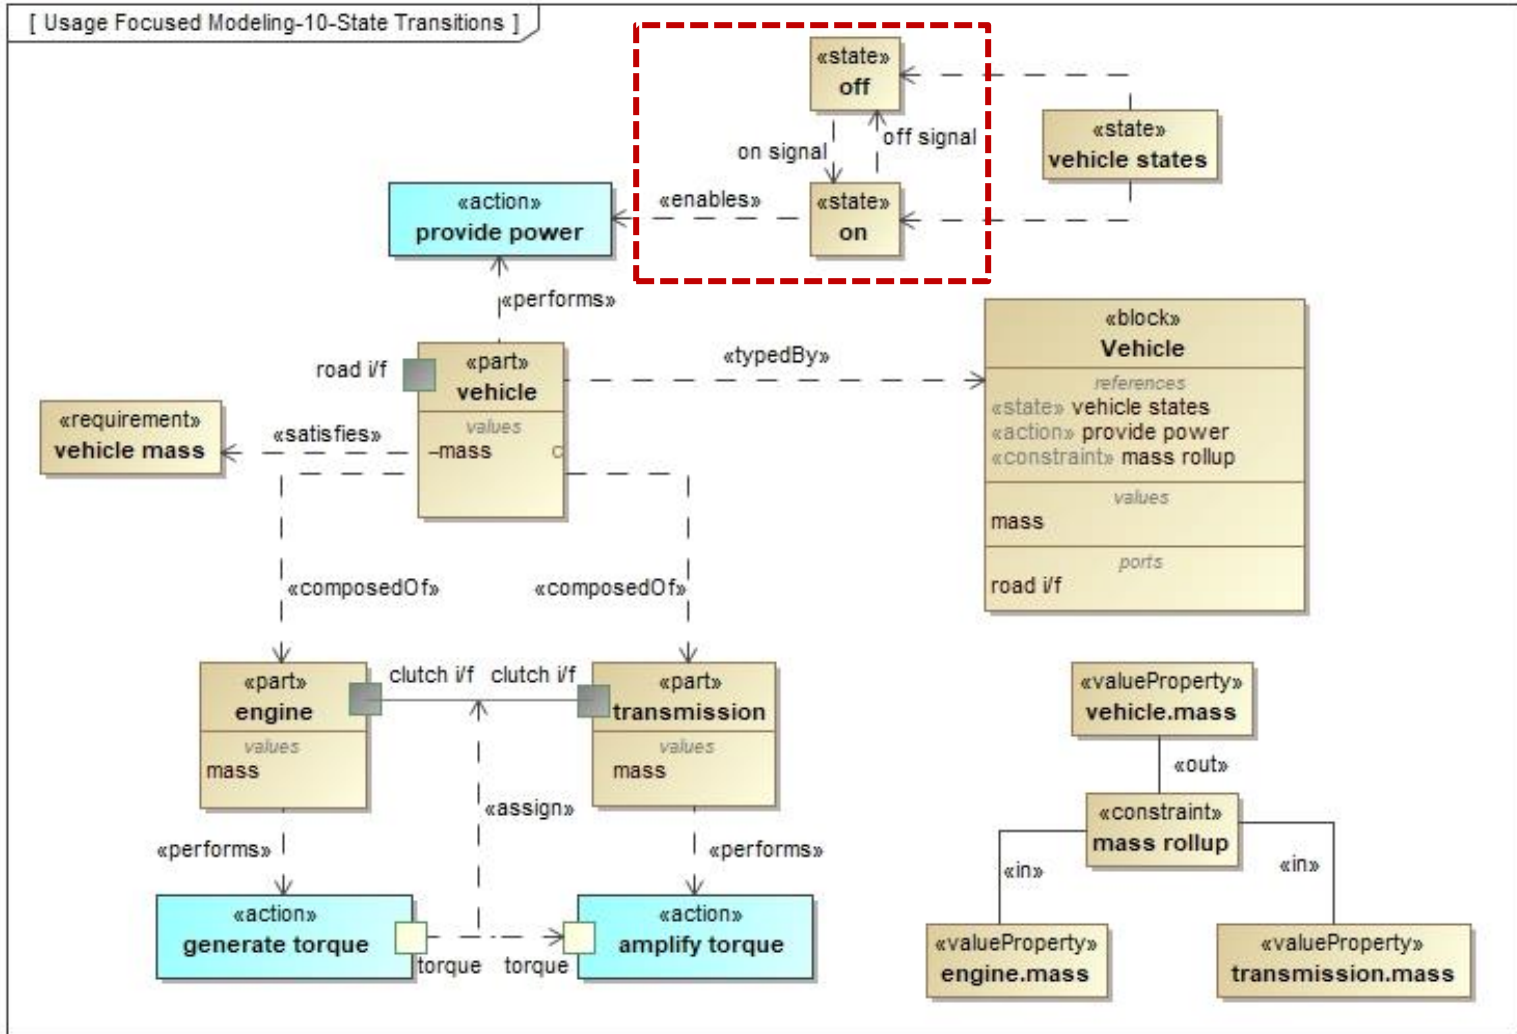 [ Usage Focused Modeling-10-State Transitions ]
«state»
off
on signal
off signal
«state»
vehicle states
«enables»
«state»
on
«action»
provide power
«performs»
road i/f
«part»
vehicle
values
–mass
c
«typedBy»
«block»
Vehicle
references
«state» vehicle states
«action» provide power
«constraint» mass rollup
values
mass
ports
road i/f
«requirement»
vehicle mass
«satisfies»
«composedOf»
«composedOf»
«part»
engine
values
mass
clutch i/f
clutch i/f
«part»
transmission
values
mass
«assign»
«performs»
«performs»
«action»
generate torque
torque
torque
«action»
amplify torque
«valueProperty»
vehicle.mass
«out»
«constraint»
mass rollup
«in»
«in»
«valueProperty»
engine.mass
«valueProperty»
transmission.mass